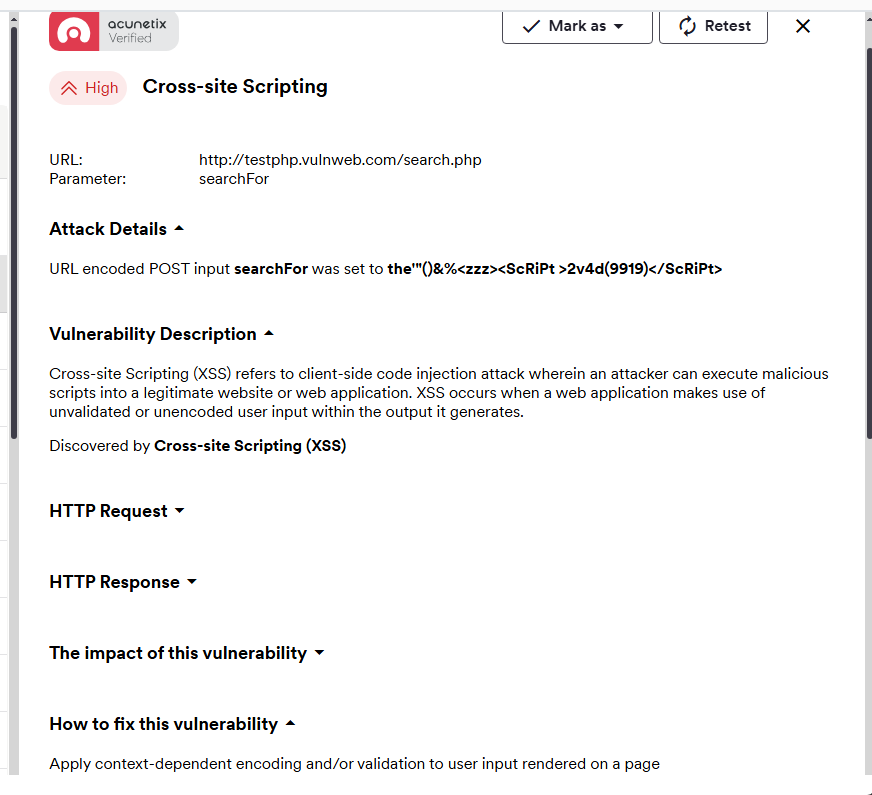 acunetix
Verified
Mark as
Retest
High
Cross-site Scripting
URL: http://testphp.vulnweb.com/search.php
Parameter: searchFor
Attack Details
URL encoded POST input searchFor was set to the'"()&%<zzz><ScRiPt >2v4d(9919)</ScRiPt>
Vulnerability Description
Cross-site Scripting (XSS) refers to client-side code injection attack wherein an attacker can execute malicious
scripts into a legitimate website or web application. XSS occurs when a web application makes use of
unvalidated or unencoded user input within the output it generates.
Discovered by Cross-site Scripting (XSS)
HTTP Request
HTTP Response
The impact of this vulnerability
How to fix this vulnerability
Apply context-dependent encoding and/or validation to user input rendered on a page